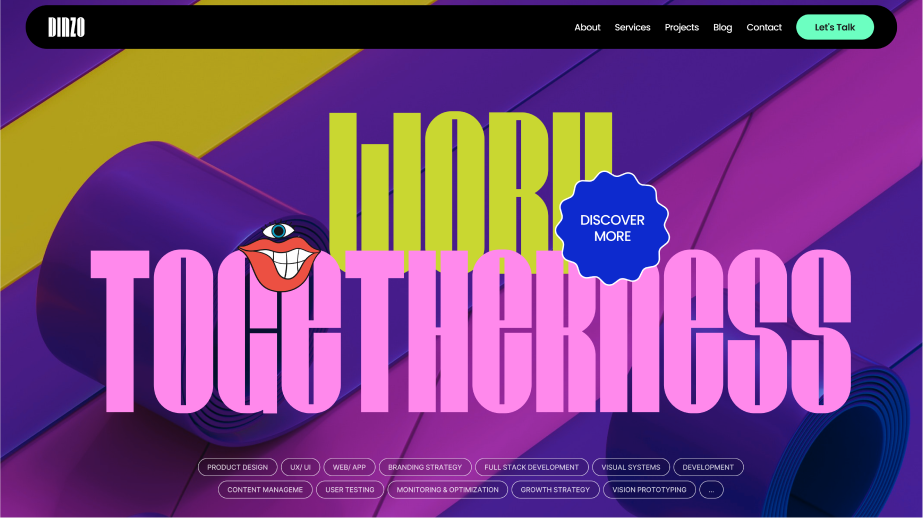 DINZO
About Services Projects Blog Contact Let's Talk
WORK
DISCOVER
MORE
TOGeTHeRNeSS
PRODUCT DESIGN UX/ UI WEB/ APP BRANDING STRATEGY FULL STACK DEVELOPMENT VISUAL SYSTEMS DEVELOPMENT
CONTENT MANAGEME USER TESTING MONITORING & OPTIMIZATION GROWTH STRATEGY VISION PROTOTYPING ...